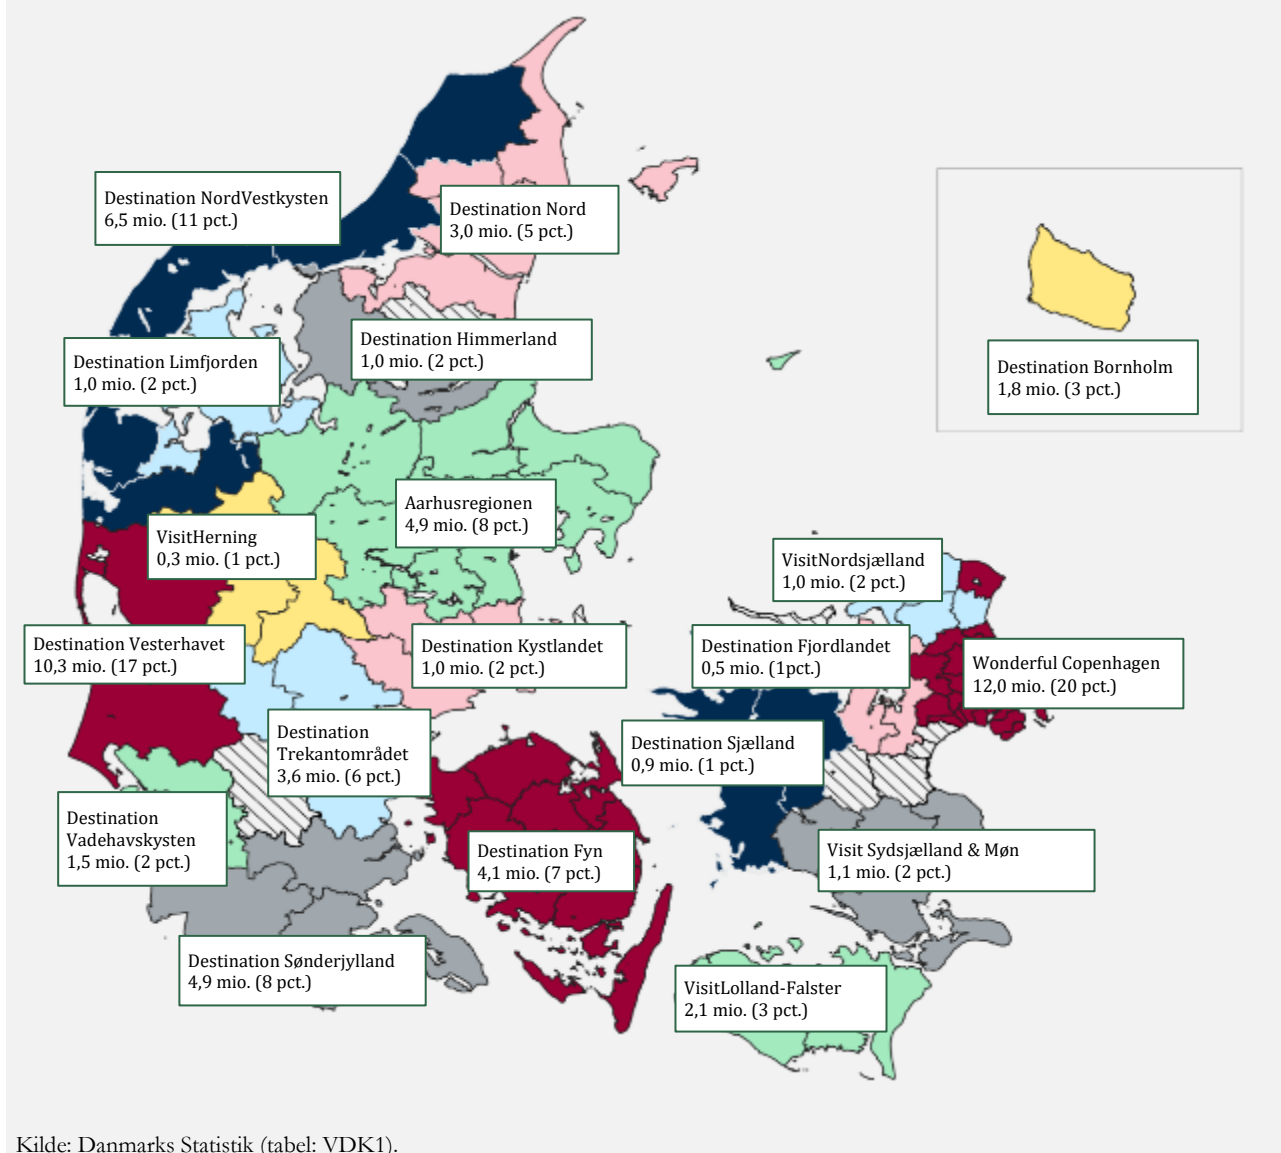 Destination NordVestkysten
6,5 mio. (11 pct.)
Destination Nord
3,0 mio. (5 pct.)
Destination Himmerland
1,0 mio. (2 pct.)
Destination Limfjorden
1,0 mio. (2 pct.)
Destination Bornholm
1,8 mio. (3 pct.)
Aarhusregionen
4,9 mio. (8 pct.)
VisitHerning
0,3 mio. (1 pct.)
VisitNordsjælland
1,0 mio. (2 pct.)
Destination Vesterhavet
10,3 mio. (17 pct.)
Destination Kystlandet
1,0 mio. (2 pct.)
Destination Fjordlandet
0,5 mio. (1pct.)
Wonderful Copenhagen
12,0 mio. (20 pct.)
Destination
Trekantområdet
3,6 mio. (6 pct.)
Destination Sjælland
0,9 mio. (1 pct.)
Destination
Vadehavskysten
1,5 mio. (2 pct.)
Destination Fyn
4,1 mio. (7 pct.)
Visit Sydsjælland & Møn
1,1 mio. (2 pct.)
Destination Sønderjylland
4,9 mio. (8 pct.)
VisitLolland-Falster
2,1 mio. (3 pct.)
Kilde: Danmarks Statistik (tabel: VDK1).